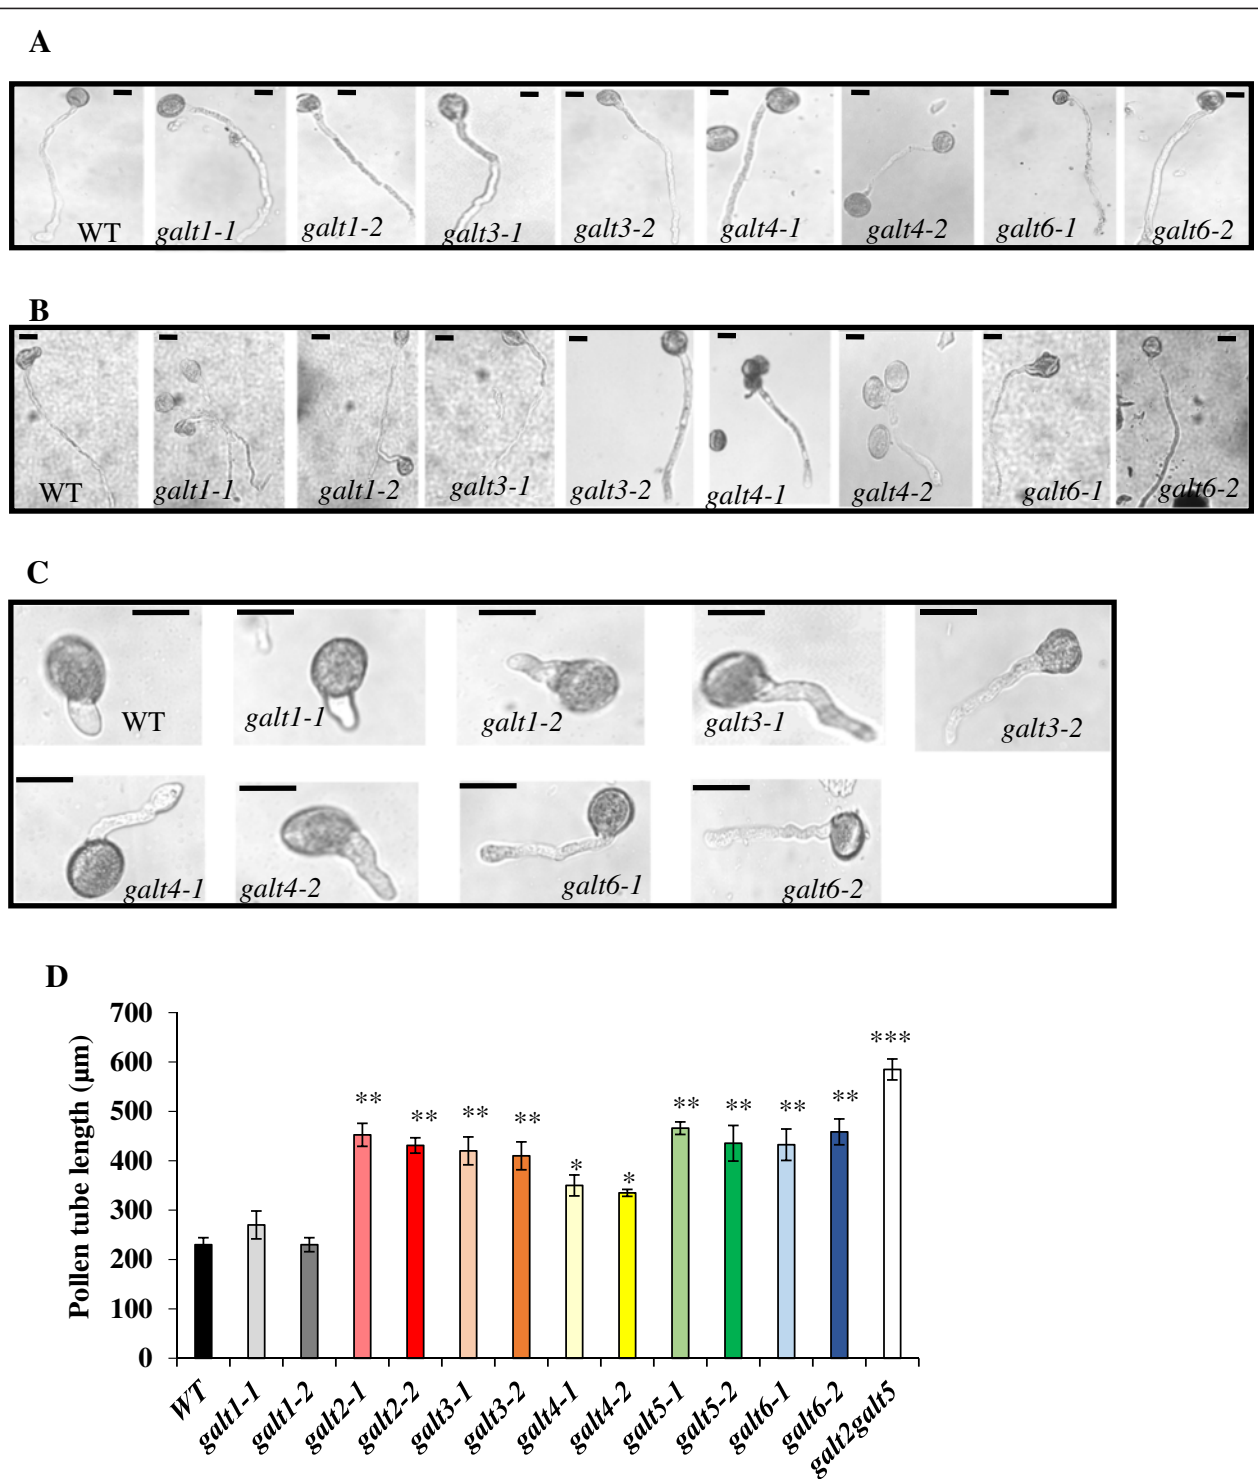 A
WT galt1-1 galt1-2 galt3-1 galt3-2 galt4-1 galt4-2 galt6-1 galt6-2
B
WT galt1-1 galt1-2 galt3-1 galt3-2 galt4-1 galt4-2 galt6-1 galt6-2
C
WT galt1-1 galt1-2 galt3-1 galt3-2
galt4-1 galt4-2 galt6-1 galt6-2
D
Pollen tube length (µm)
700
600
500
400
300
200
100
0
** ** ** ** * * ** ** ** ** ***
WT galt1-1 galt1-2 galt2-1 galt2-2 galt3-1 galt3-2 galt4-1 galt4-2 galt5-1 galt5-2 galt6-1 galt6-2 galt2galt5